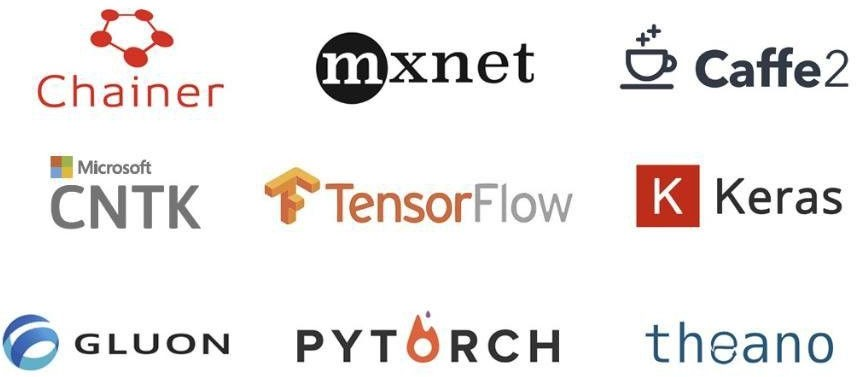 Chainer
mxnet
Caffe2
Microsoft
CNTK
TensorFlow
K Keras
GLUON
PYTORCH
theano